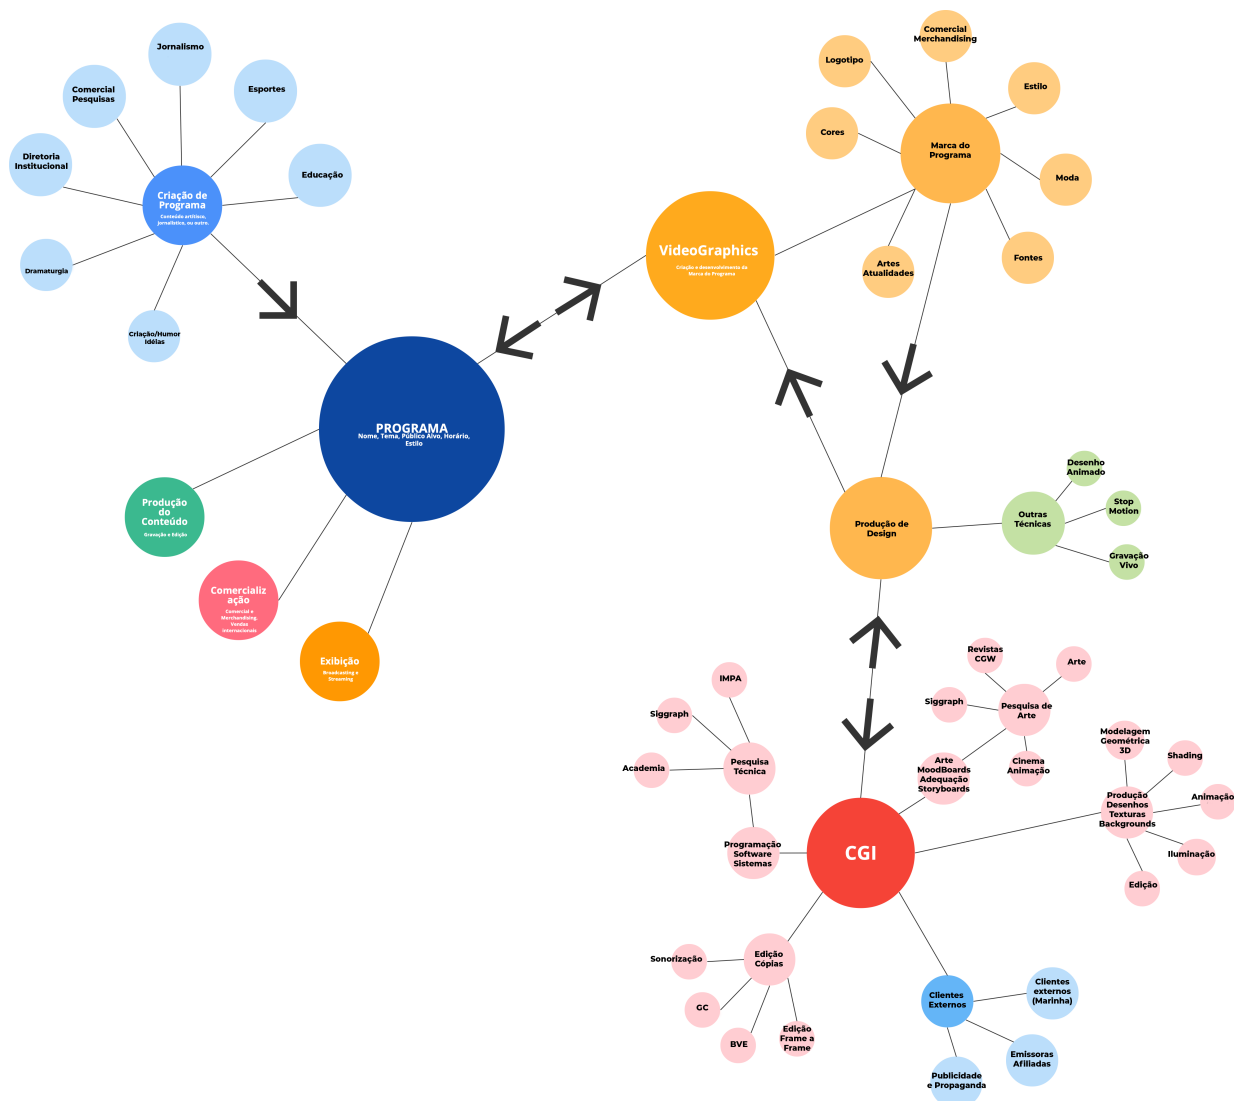 Jornalismo
Comercial
Pesquisas
Esportes
Diretoria
Institucional
Educação
Criação de
Programa
Conteúdo artítisco,
jornalístico, ou outro.
Dramaturgia
Criação/Humor
Idéias
PROGRAMA
Nome, Tema, Público Alvo, Horário,
Estilo
Produção
do
Conteúdo
Gravação e Edição
Comercializ
ação
Comercial e
Merchandising,
Vendas
Internacionais
Exibição
Broadcasting e
Streaming
VideoGraphics
Criação e desenvolvimento da
Marca do Programa
Comercial
Merchandising
Logotipo
Estilo
Cores
Marca do
Programa
Moda
Artes
Atualidades
Fontes
Produção de
Design
Outras
Técnicas
Desenho
Animado
Stop
Motion
Gravação
Vivo
Revistas
CGW
Arte
Siggraph
Pesquisa de
Arte
Cinema
Animação
Arte
MoodBoards
Adequação
Storyboards
IMPA
Siggraph
Academia
Pesquisa
Técnica
Programação
Software
Sistemas
CGI
Modelagem
Geométrica
3D
Shading
Animação
Produção
Desenhos
Texturas
Backgrounds
Iluminação
Edição
Edição
Cópias
Sonorização
GC
BVE
Edição
Frame a
Frame
Clientes
Externos
Clientes
externos
(Marinha)
Emissoras
Afiliadas
Publicidade
e Propaganda